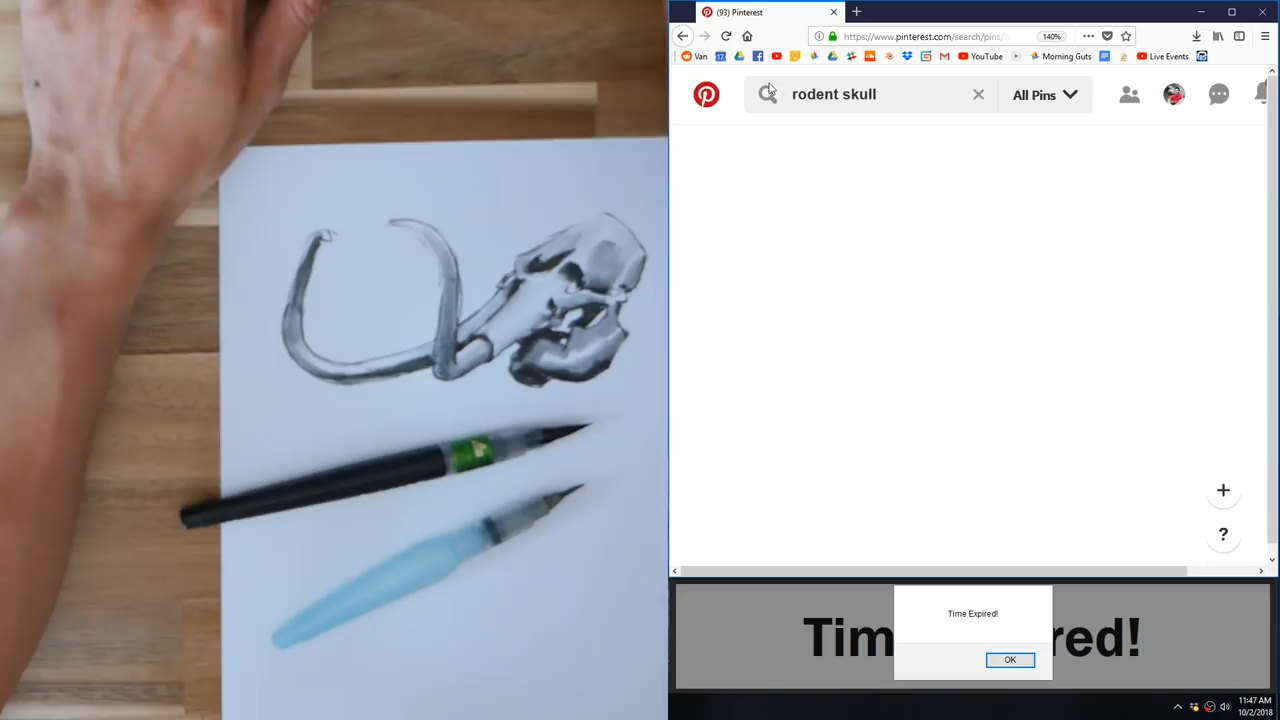 (93) Pinterest
https://www.pinterest.com/search/pins/
140%
Van
17
YouTube
Morning Guts
Live Events
rodent skull
All Pins
+
?
Time Expired!
Tim
red!
OK
11:47 AM
10/2/2018